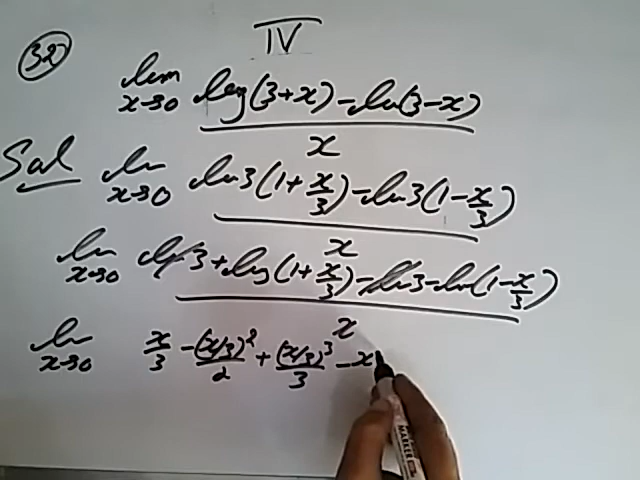 IV
32
lim x→0 log(3+x)-ln(3-x) / x
Sol lim x→0 ln3(1+x/3)-ln3(1-x/3) / x
lim x→0 ln3+log(1+x/3)-ln3-ln(1-x/3) / x
lim x→0 x/3 - (x/3)²/2 + (x/3)³/3 - x